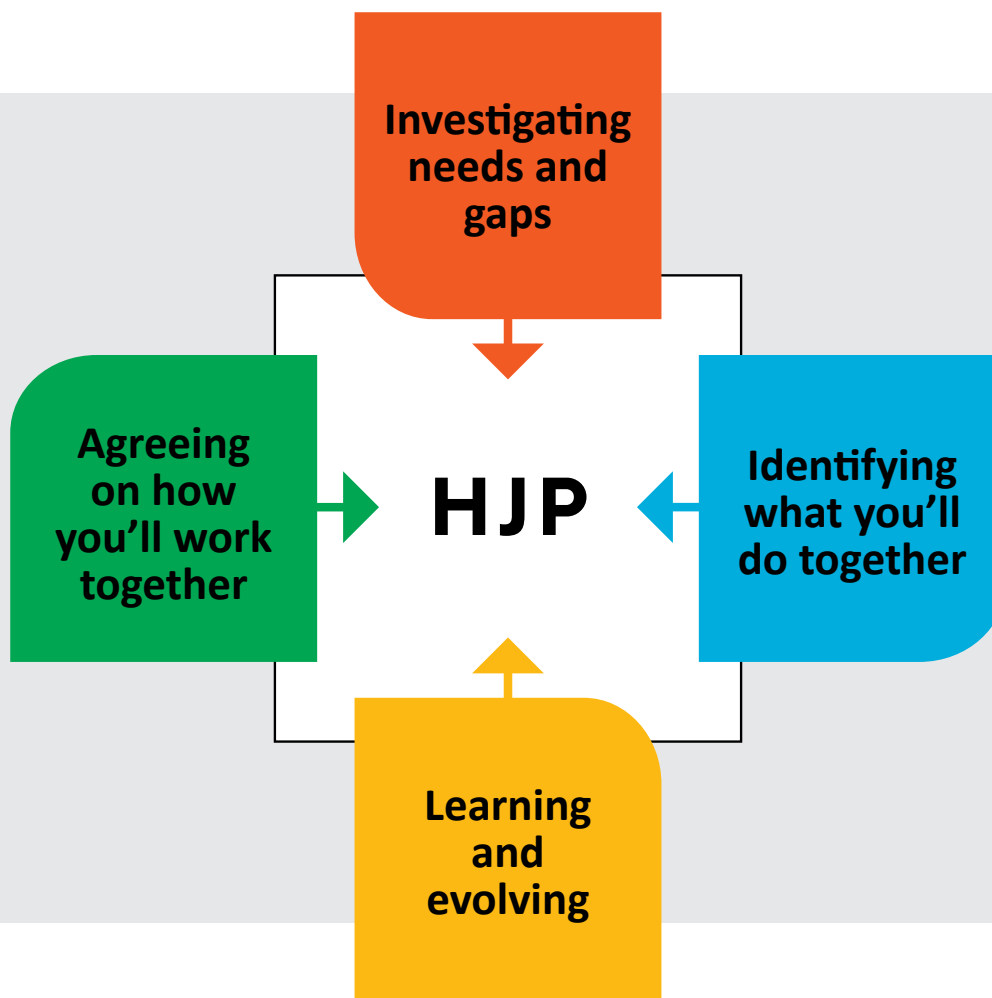 Investigating
needs and
gaps
Agreeing
on how
you’ll work
together
HJP
Identifying
what you’ll
do together
Learning
and
evolving